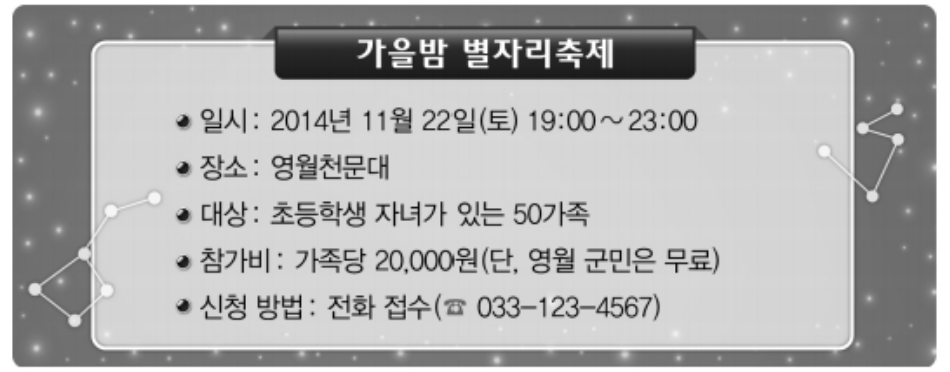 가을밤 별자리축제
일시: 2014년 11월 22일(토) 19:00~23:00
장소: 영월천문대
대상: 초등학생 자녀가 있는 50가족
참가비: 가족당 20,000원(단, 영월 군민은 무료)
신청 방법: 전화 접수(☎ 033-123-4567)